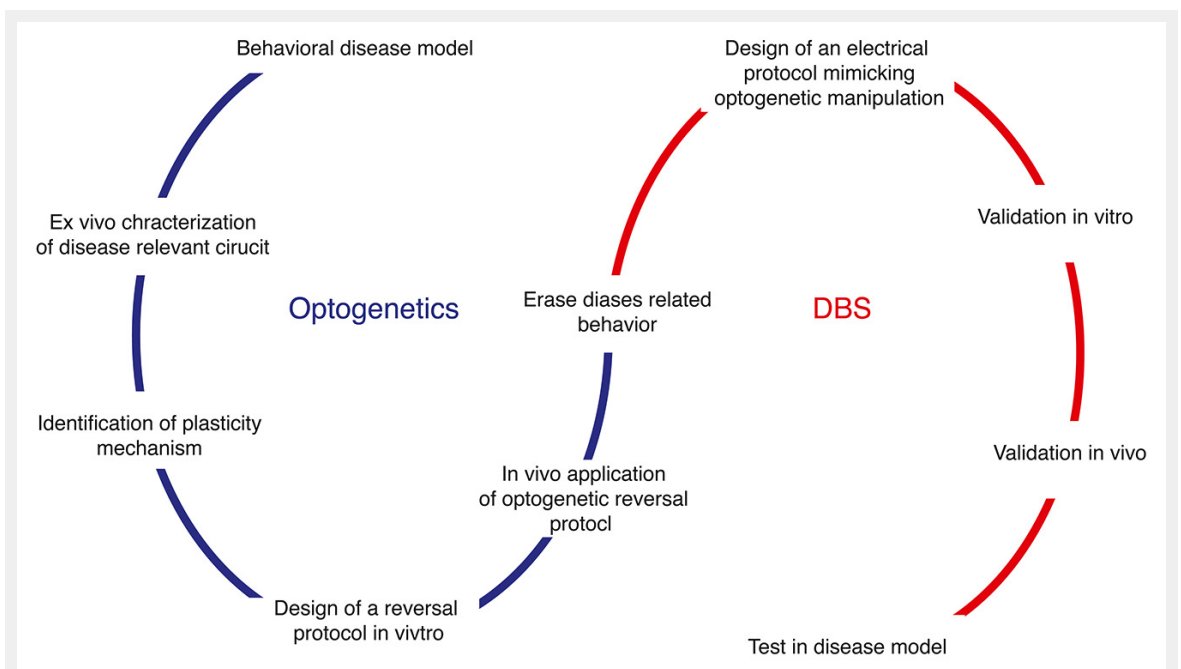 Behavioral disease model
Ex vivo chracterization
of disease relevant cirucit
Identification of plasticity
mechanism
Design of a reversal
protocol in vivtro
In vivo application
of optogenetic reversal
protocl
Erase diases related
behavior
Optogenetics
Design of an electrical
protocol mimicking
optogenetic manipulation
Validation in vitro
Validation in vivo
Test in disease model
DBS